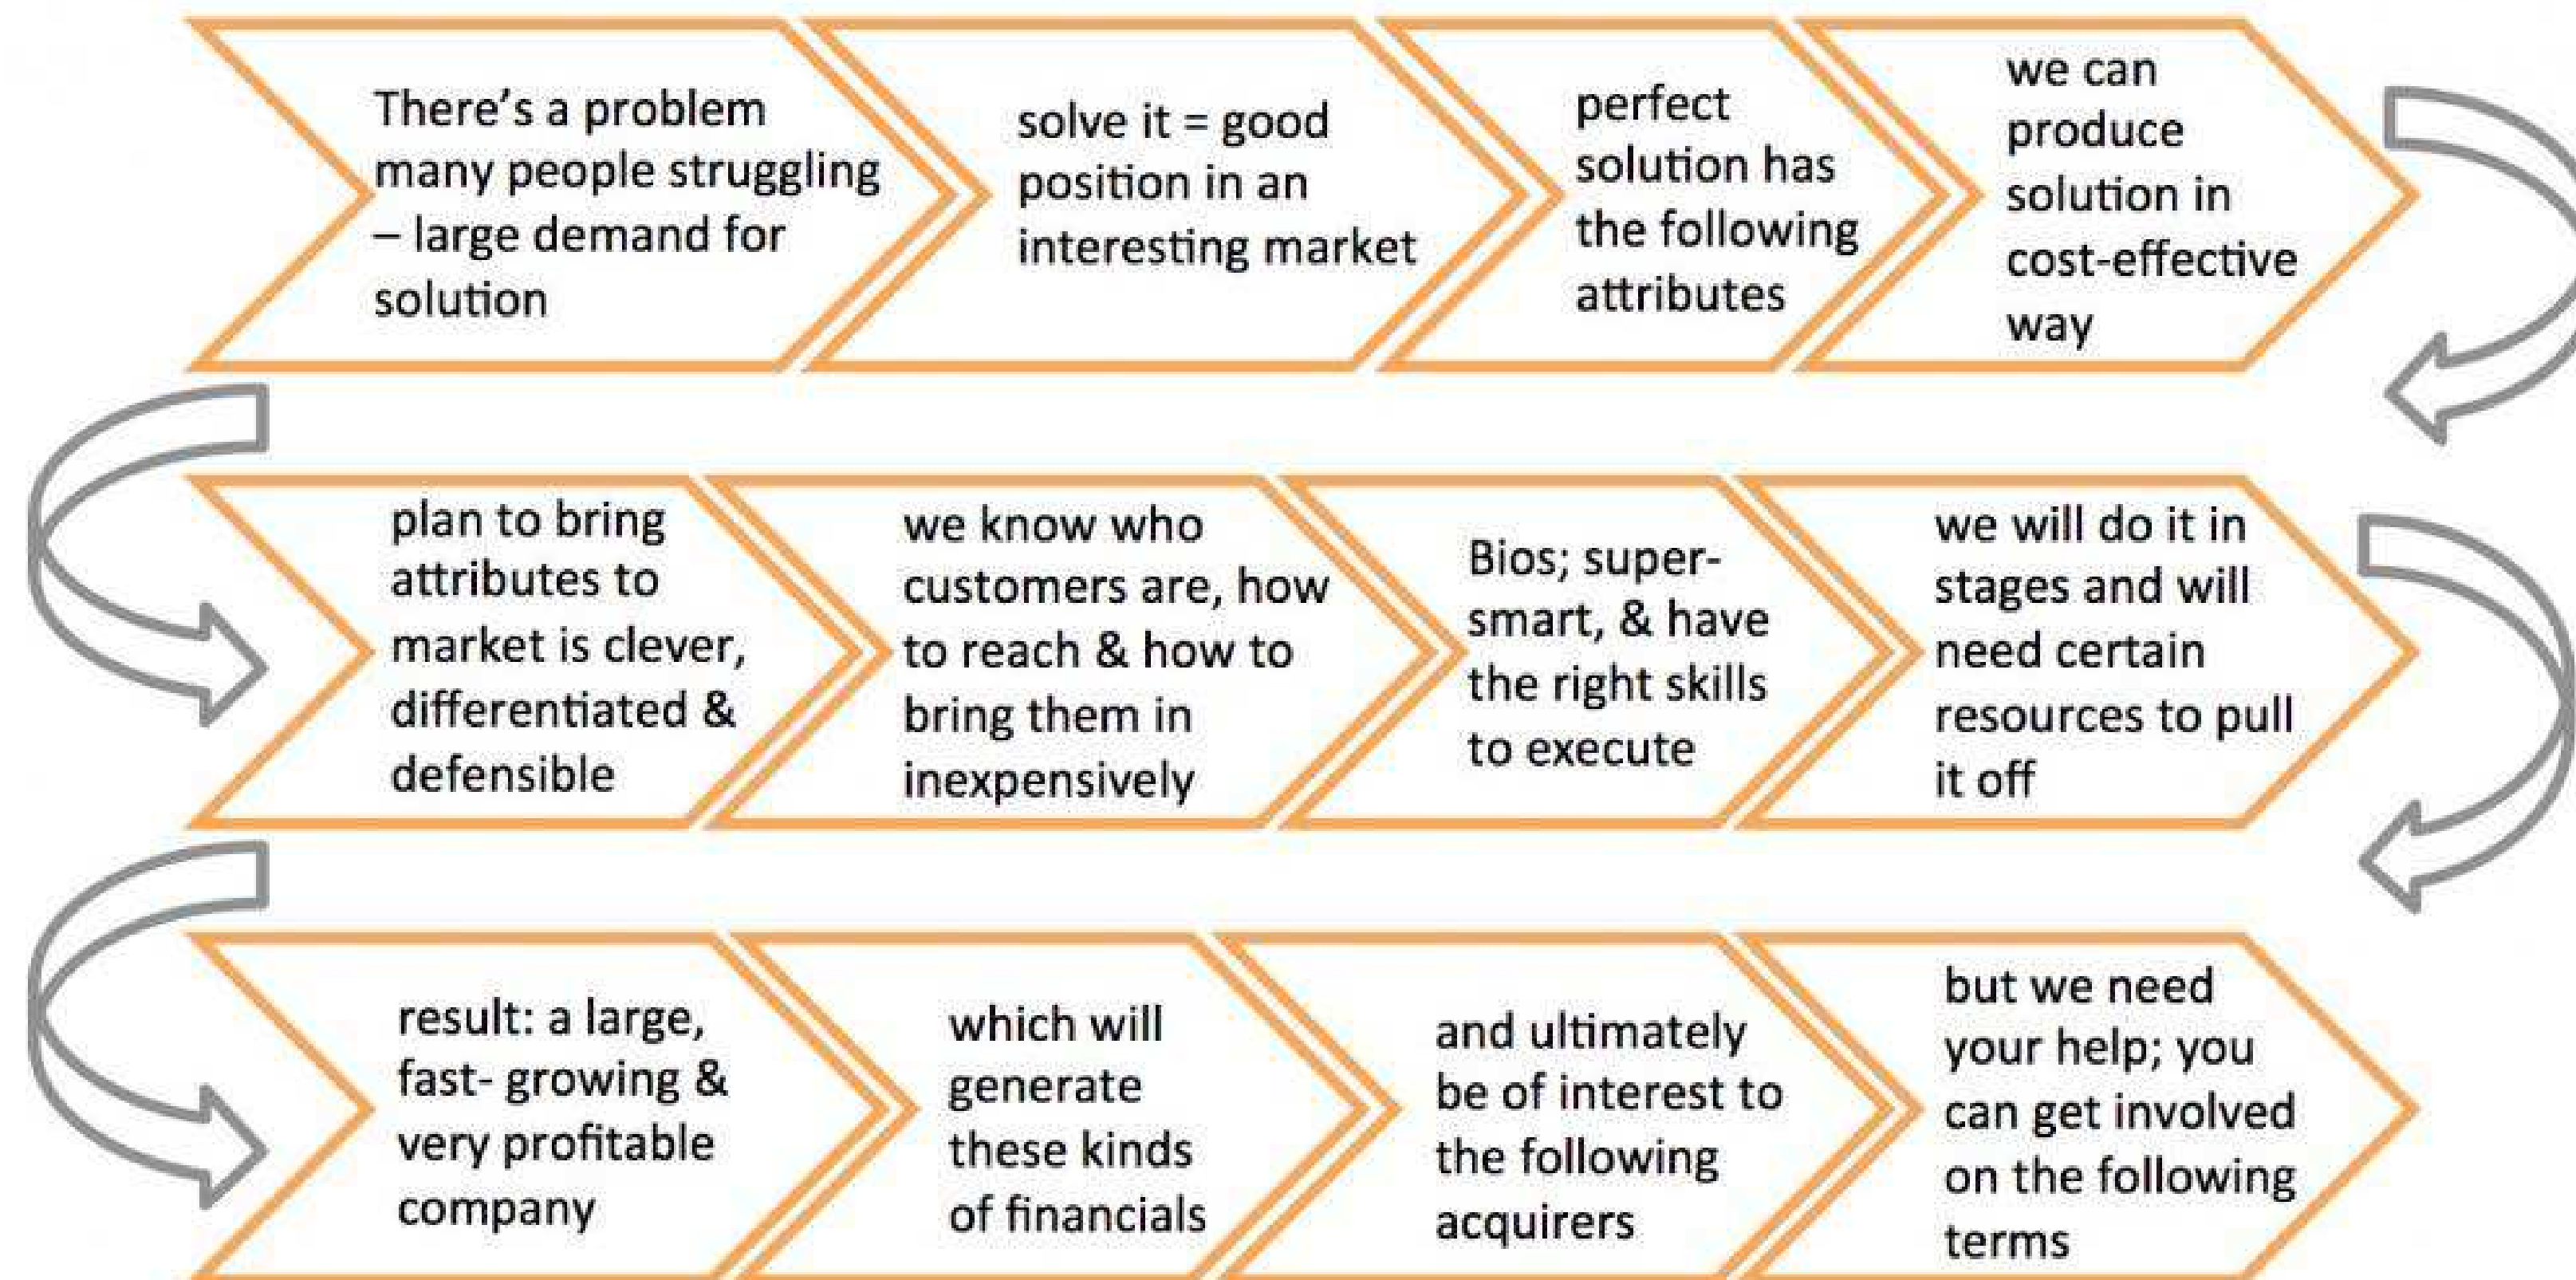 There's a problem
many people struggling
– large demand for
solution
solve it = good
position in an
interesting market
perfect
solution has
the following
attributes
we can
produce
solution in
cost-effective
way
plan to bring
attributes to
market is clever,
differentiated &
defensible
we know who
customers are, how
to reach & how to
bring them in
inexpensively
Bios; super-
smart, & have
the right skills
to execute
we will do it in
stages and will
need certain
resources to pull
it off
result: a large,
fast- growing &
very profitable
company
which will
generate
these kinds
of financials
and ultimately
be of interest to
the following
acquirers
but we need
your help; you
can get involved
on the following
terms